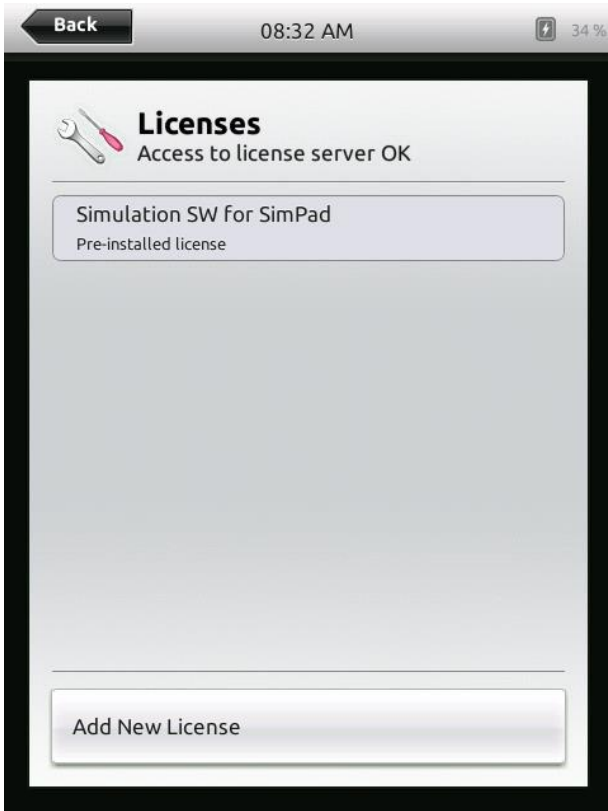 Back
08:32 AM
34 %
Licenses
Access to license server OK
Simulation SW for SimPad
Pre-installed license
Add New License